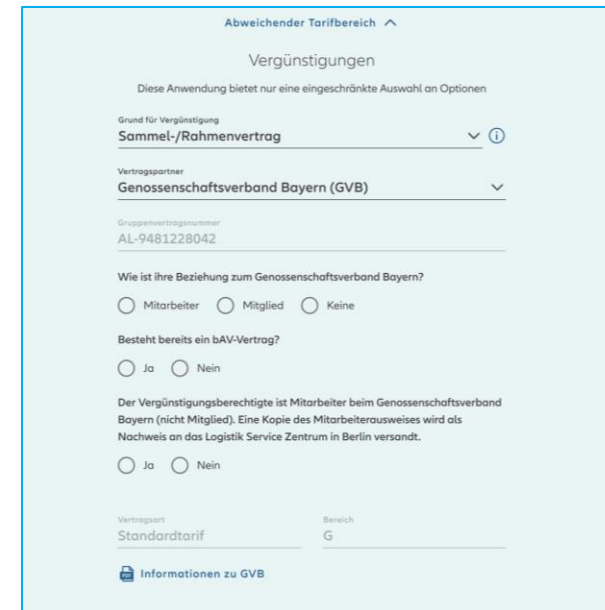 Abweichender Tarifbereich
Vergünstigungen
Diese Anwendung bietet nur eine eingeschränkte Auswahl an Optionen
Grund für Vergünstigung
Sammel-/Rahmenvertrag
Vertragspartner
Genossenschaftsverband Bayern (GVB)
Gruppenvertragsnummer
AL-9481228042
Wie ist ihre Beziehung zum Genossenschaftsverband Bayern?
Mitarbeiter Mitglied Keine
Besteht bereits ein bAV-Vertrag?
Ja Nein
Der Vergünstigungsberechtigte ist Mitarbeiter beim Genossenschaftsverband
Bayern (nicht Mitglied). Eine Kopie des Mitarbeiterausweises wird als
Nachweis an das Logistik Service Zentrum in Berlin versandt.
Ja Nein
Vertragsart Bereich
Standardtarif G
PDF Informationen zu GVB